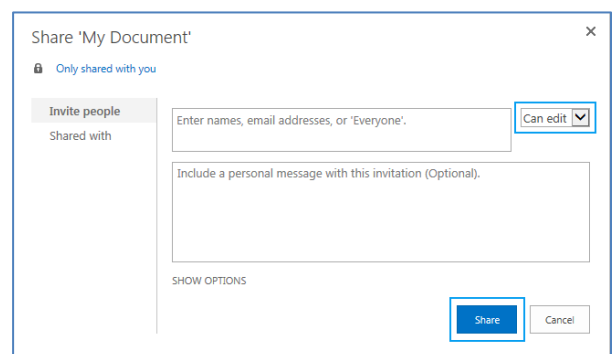 Share 'My Document'
Only shared with you
Invite people
Shared with
Enter names, email addresses, or 'Everyone'.
Can edit
Include a personal message with this invitation (Optional).
SHOW OPTIONS
Share
Cancel